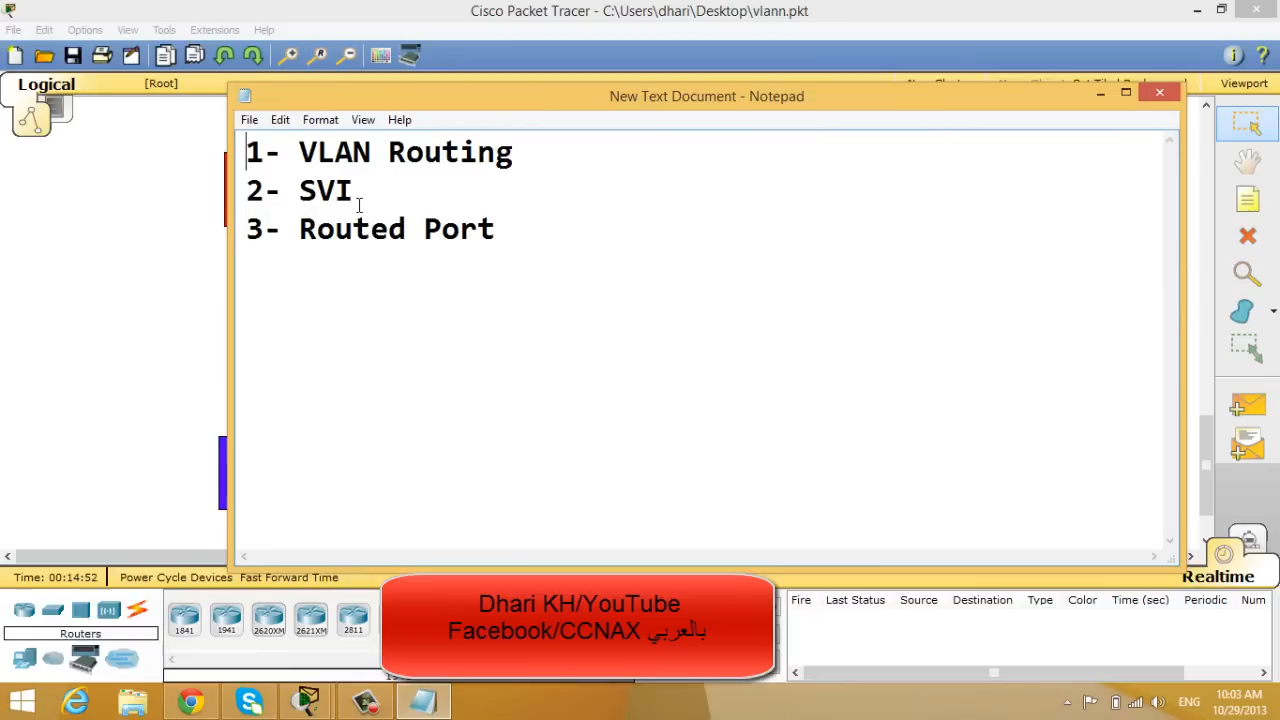 Cisco Packet Tracer - C:\Users\dhari\Desktop\vlann.pkt
File Edit Options View Tools Extensions Help
Logical
[Root]
Viewport
New Text Document - Notepad
File Edit Format View Help
1- VLAN Routing
2- SVI
3- Routed Port
Time: 00:14:52
Power Cycle Devices Fast Forward Time
Realtime
Routers
1841 1941 2620XM 2621XM 2811
Fire Last Status Source Destination Type Color Time (sec) Periodic Num
Dhari KH/YouTube
Facebook/CCNAX بالعربي
ENG
10:03 AM
10/29/2013